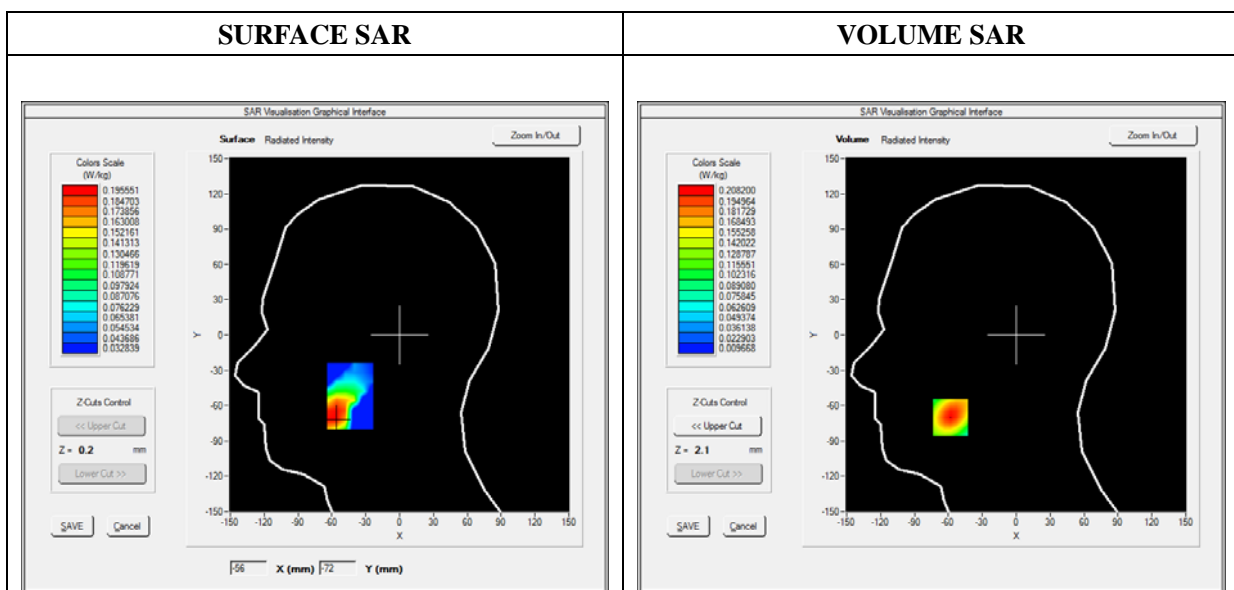 SURFACE SAR
VOLUME SAR
SAR Visualisation Graphical Interface
Surface Radiated Intensity
Zoom In/Out
Colors Scale
(W/kg)
0.195551
0.184703
0.173856
0.163008
0.152161
0.141313
0.130466
0.119619
0.108771
0.097924
0.087076
0.076229
0.065381
0.054534
0.043686
0.032839
Z-Cuts Control
<< Upper Cut
Z = 0.2 mm
Lower Cut >>
SAVE Cancel
150
120
90
60
30
0
-30
-60
-90
-120
-150
Y
-150 -120 -90 -60 -30 0 30 60 90 120 150
X
-56 X (mm) -72 Y (mm)
SAR Visualisation Graphical Interface
Volume Radiated Intensity
Zoom In/Out
Colors Scale
(W/kg)
0.208200
0.194964
0.181729
0.168493
0.155258
0.142022
0.128787
0.115551
0.102316
0.089080
0.075845
0.062609
0.049374
0.036138
0.022903
0.009668
Z-Cuts Control
<< Upper Cut
Z = 2.1 mm
Lower Cut >>
SAVE Cancel
150
120
90
60
30
0
-30
-60
-90
-120
-150
Y
-150 -120 -90 -60 -30 0 30 60 90 120 150
X